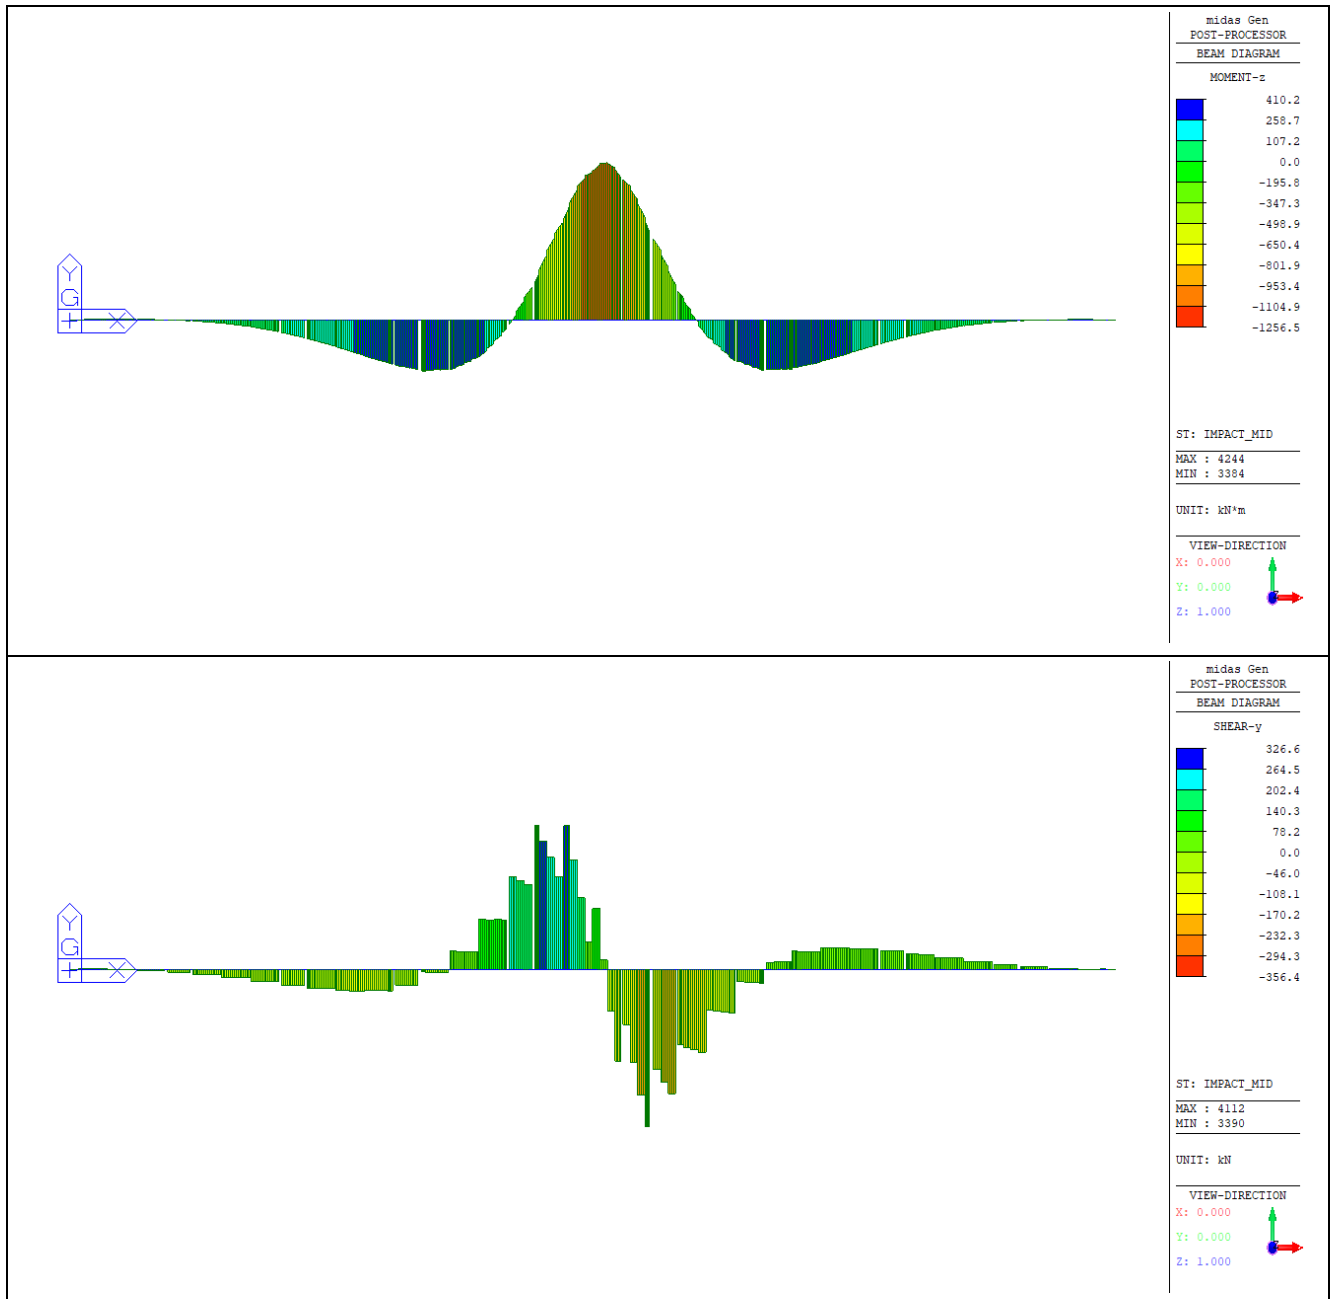 midas Gen
POST-PROCESSOR
BEAM DIAGRAM
MOMENT-z
410.2
258.7
107.2
0.0
-195.8
-347.3
-498.9
-650.4
-801.9
-953.4
-1104.9
-1256.5
Y
G
X
ST: IMPACT_MID
MAX : 4244
MIN : 3384
UNIT: kN*m
VIEW-DIRECTION
X: 0.000
Y: 0.000
Z: 1.000
midas Gen
POST-PROCESSOR
BEAM DIAGRAM
SHEAR-y
326.6
264.5
202.4
140.3
78.2
0.0
-46.0
-108.1
-170.2
-232.3
-294.3
-356.4
Y
G
X
ST: IMPACT_MID
MAX : 4112
MIN : 3390
UNIT: kN
VIEW-DIRECTION
X: 0.000
Y: 0.000
Z: 1.000